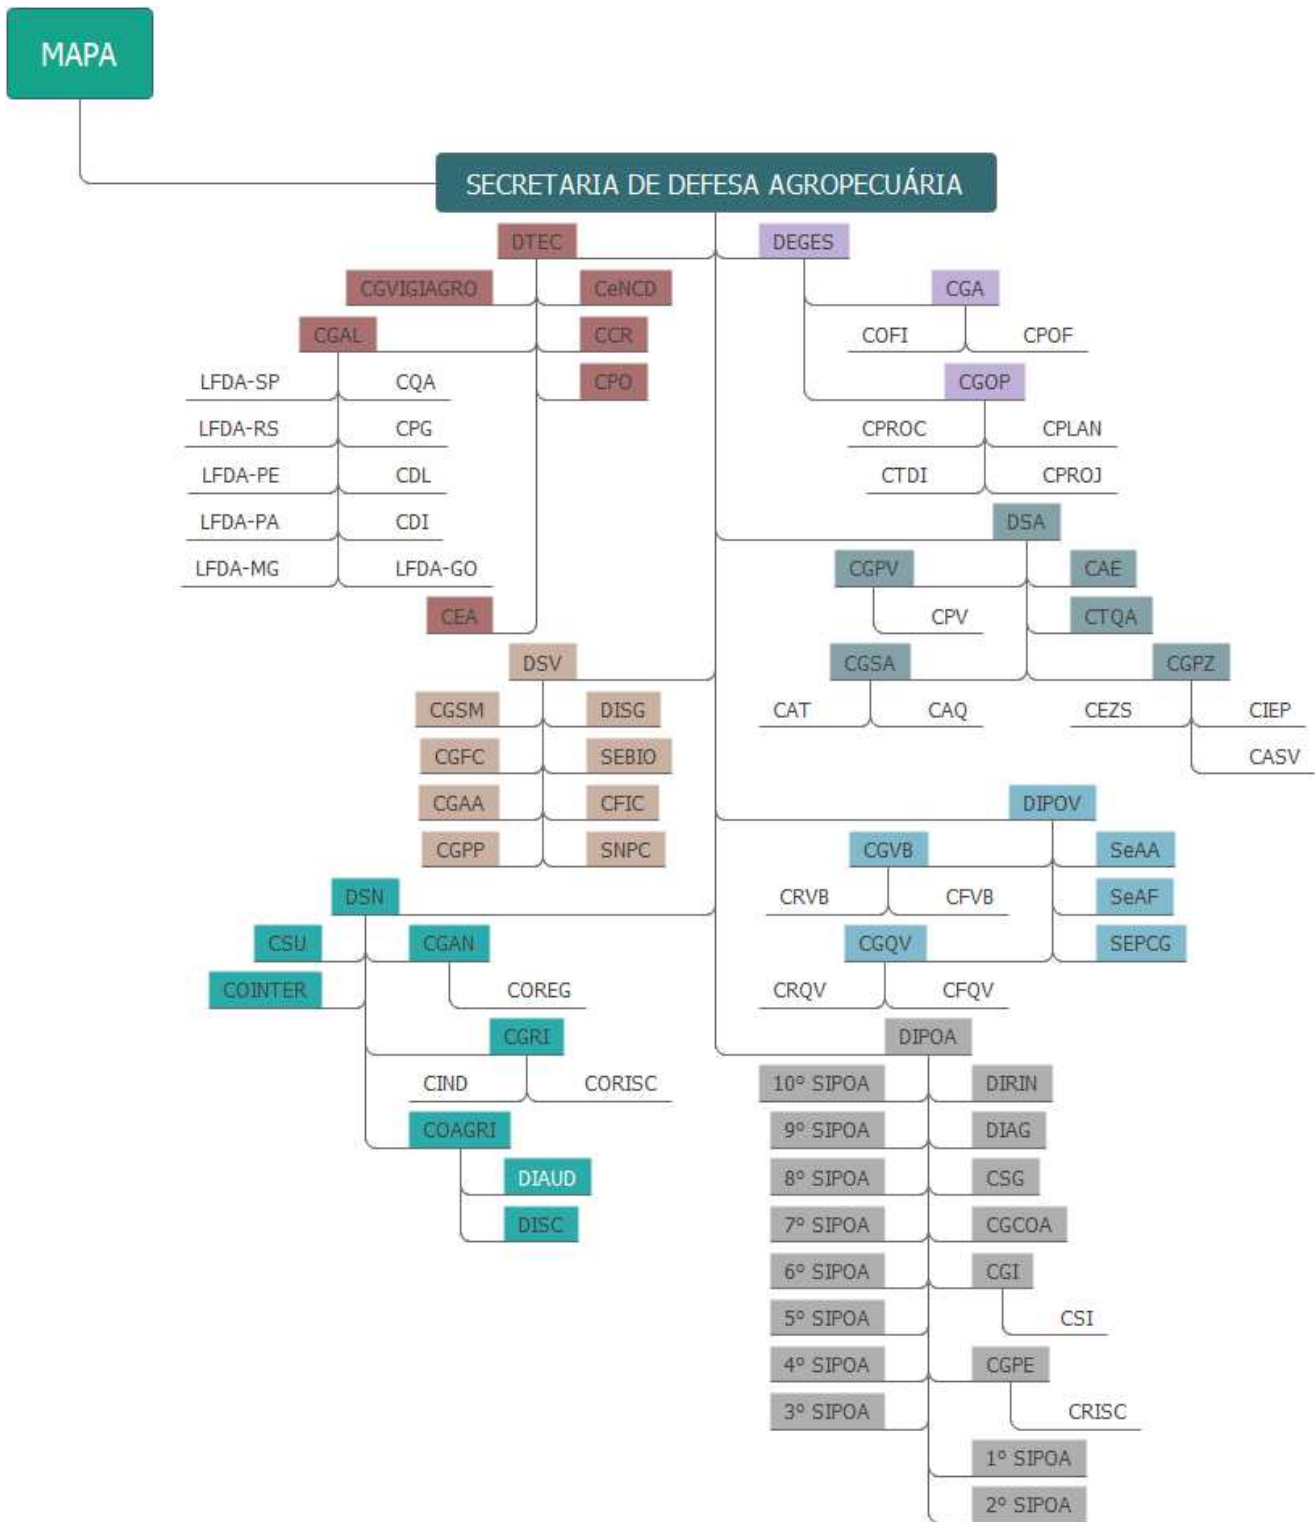 MAPA
SECRETARIA DE DEFESA AGROPECUÁRIA
DTEC DEGES
CGVIGIAGRO CeNCD CGA
CGAL CCR COFI CPOF
LFDA-SP CQA CPO CGOP
LFDA-RS CPG CPROC CPLAN
LFDA-PE CDL CTDI CPROJ
LFDA-PA CDI DSA
LFDA-MG LFDA-GO CGPV CAE
CEA CPV CTQA
DSV CGSA CGPZ
CGSM DISG CAT CAQ CEZS CIEP
CGFC SEBIO CASV
CGAA CFIC DIPOV
CGPP SNPC CGVB SeAA
DSN CRVB CFVB SeAF
CSU CGAN CGQV SEPCG
COINTER COREG CRQV CFQV
CGRI DIPOA
CIND CORISC 10º SIPOA DIRIN
COAGRI 9º SIPOA DIAG
DIAUD 8º SIPOA CSG
DISC 7º SIPOA CGCOA
6º SIPOA CGI
5º SIPOA CSI
4º SIPOA CGPE
3º SIPOA CRISC
1º SIPOA
2º SIPOA